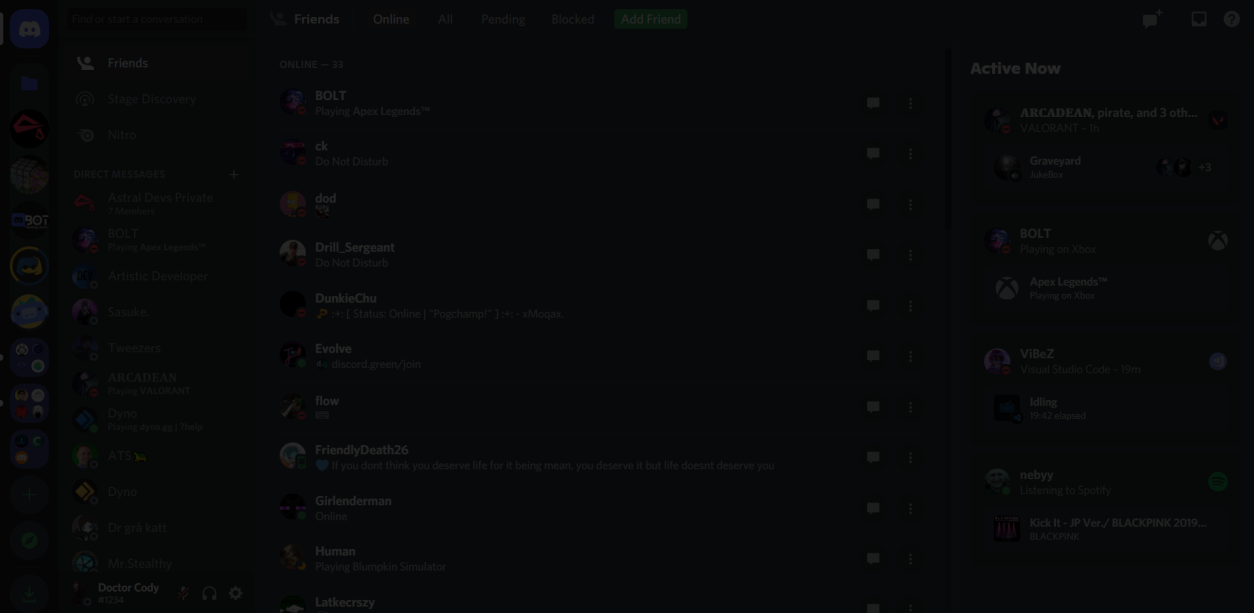 Find or start a conversation
Friends
Stage Discovery
Nitro
DIRECT MESSAGES
Astral Devs Private
7 Members
BOLT
Playing Apex Legends™
Artistic Developer
Sasuke.
Tweezers
ARCADEAN
Playing VALORANT
Dyno
Playing dyno.gg | ?help
ATS
Dyno
Dr grå katt
Mr.Stealthy
Doctor Cody
#1234
BOT
Friends Online All Pending Blocked Add Friend
ONLINE — 33
BOLT
Playing Apex Legends™
ck
Do Not Disturb
dod
Drill_Sergeant
Do Not Disturb
DunkieChu
:+: [ Status: Online | "Pogchamp!" ] :+: - xMoqax.
Evolve
discord.green/join
flow
FriendlyDeath26
If you dont think you deserve life for it being mean, you deserve it but life doesnt deserve you
Girlenderman
Online
Human
Playing Blumpkin Simulator
Latkecrszy
Active Now
ARCADEAN, pirate, and 3 oth...
VALORANT – 1h
Graveyard
JukeBox
+3
BOLT
Playing on Xbox
Apex Legends™
Playing on Xbox
ViBeZ
Visual Studio Code – 19m
Idling
19:42 elapsed
nebyy
Listening to Spotify
Kick It - JP Ver./ BLACKPINK 2019...
BLACKPINK